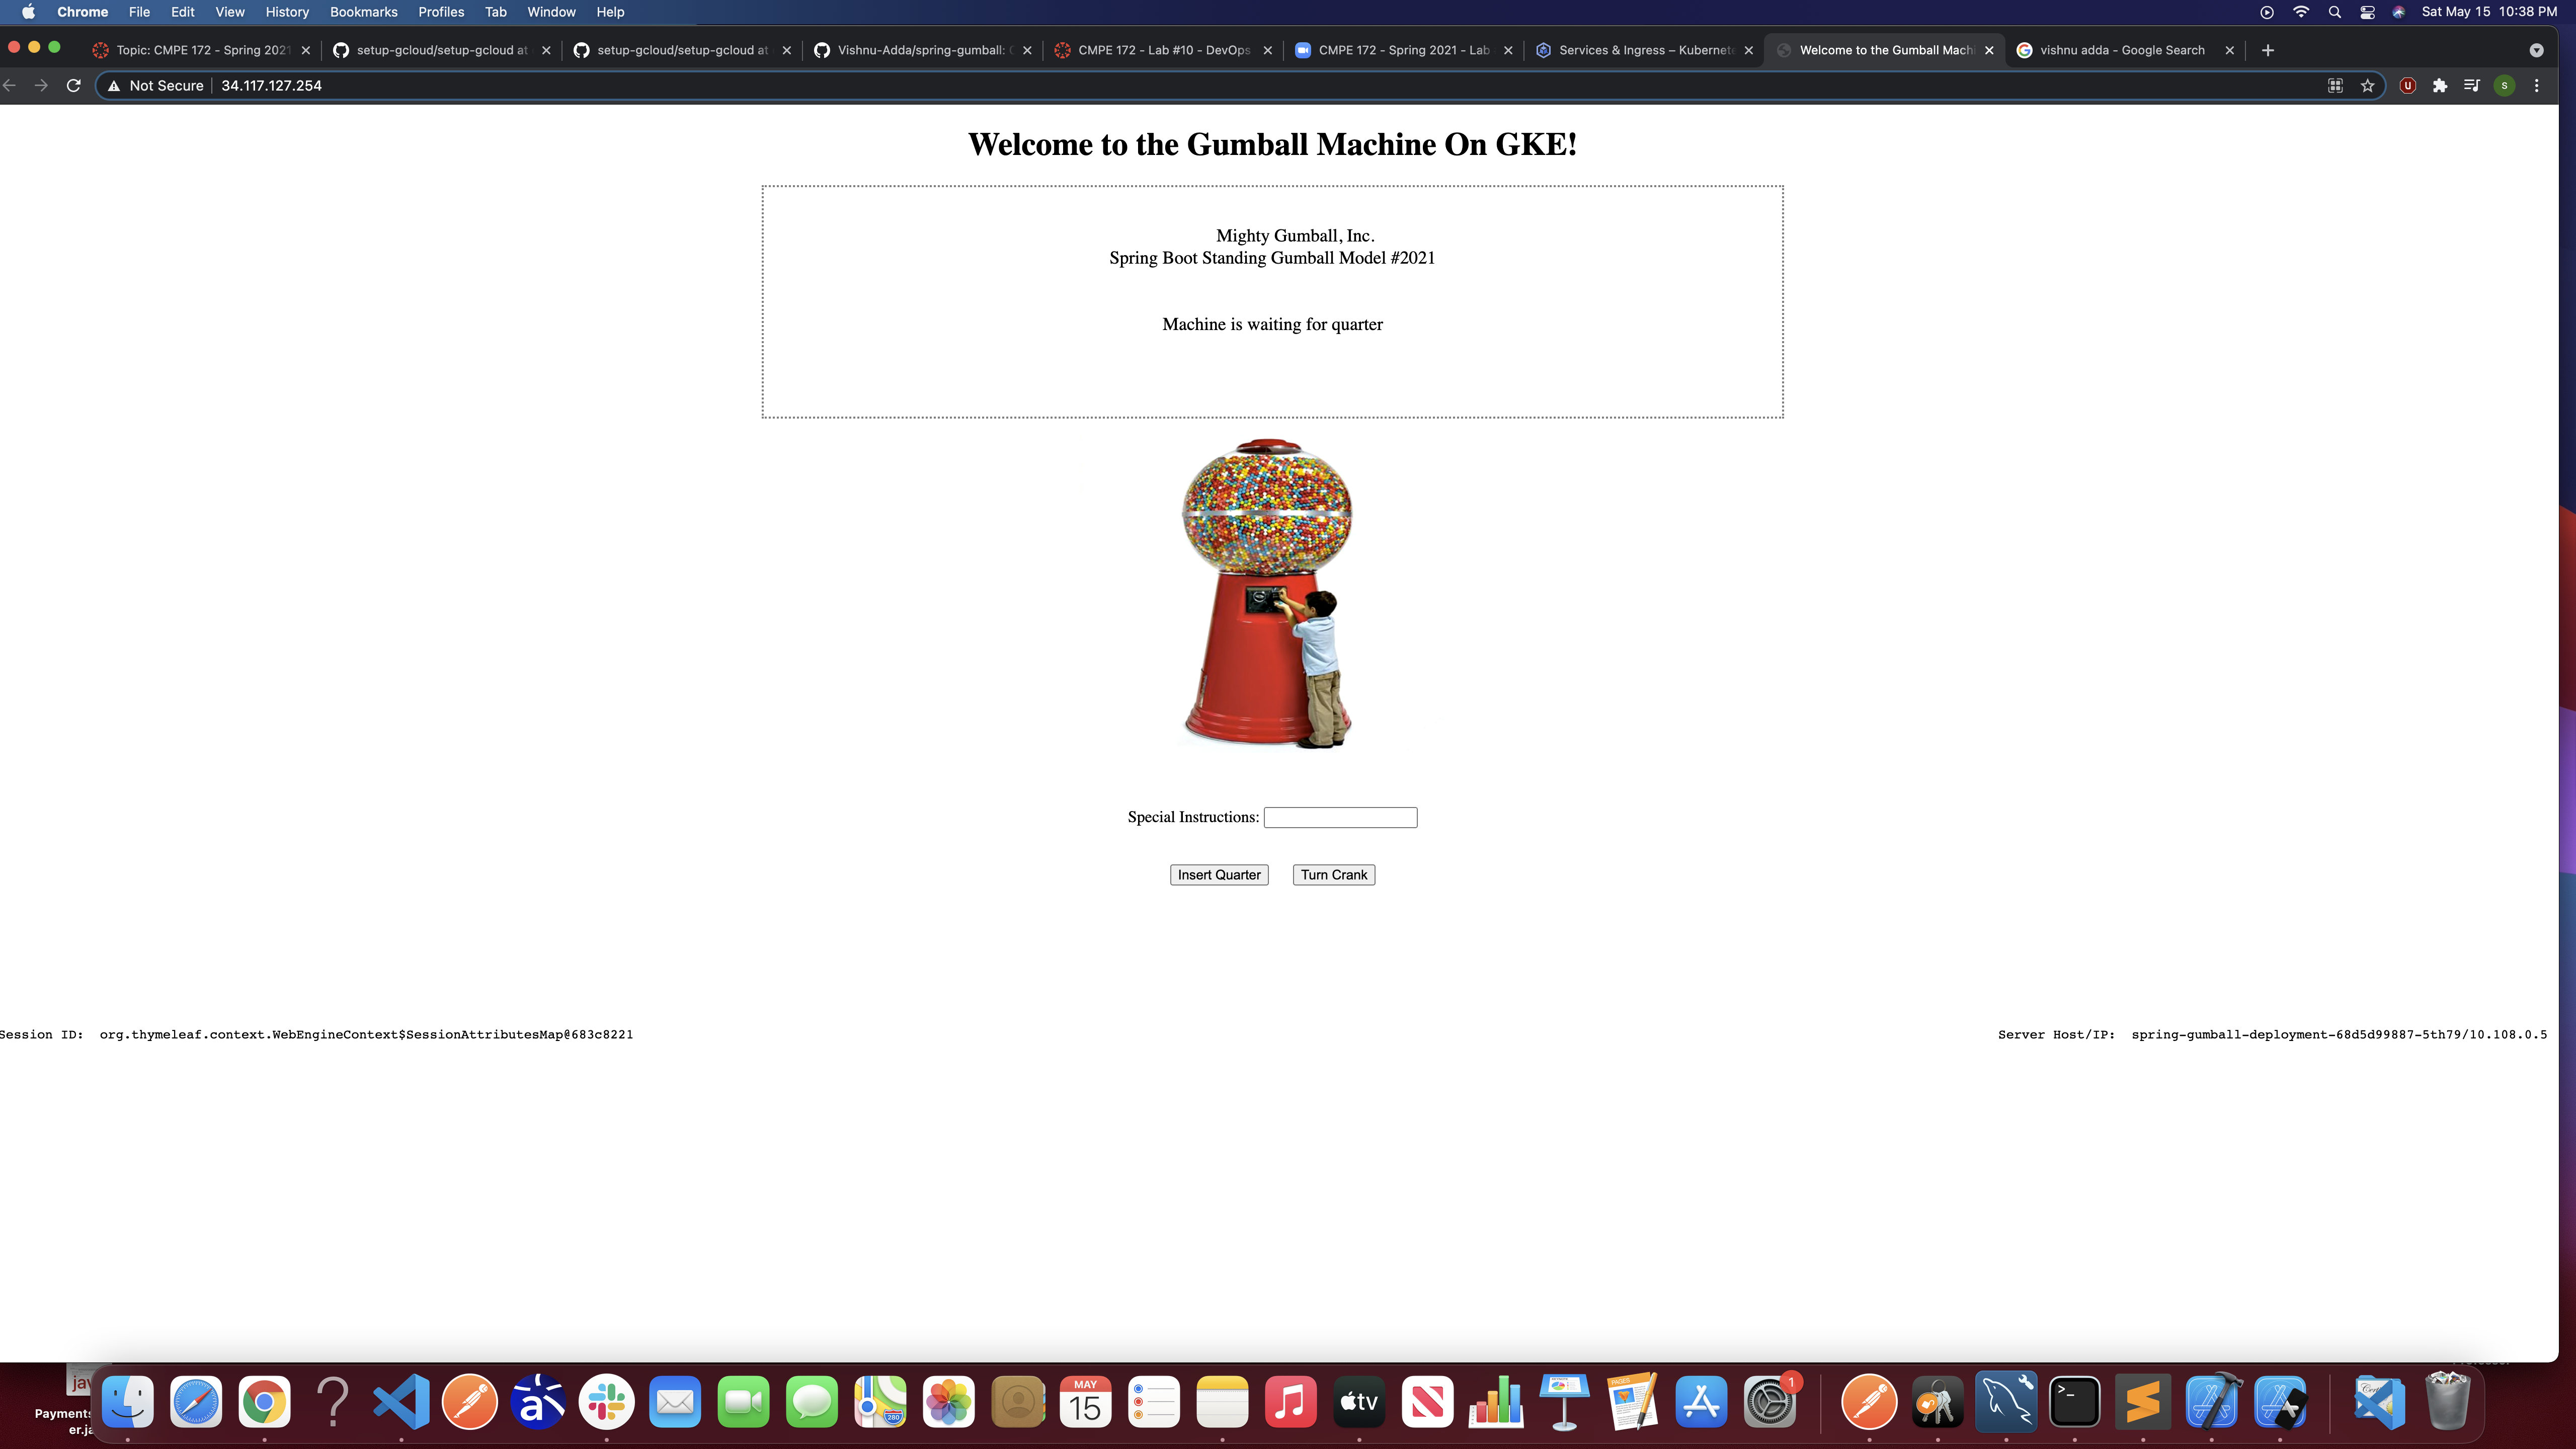 Chrome File Edit View History Bookmarks Profiles Tab Window Help Sat May 15 10:38 PM
Topic: CMPE 172 - Spring 2021 setup-gcloud/setup-gcloud at setup-gcloud/setup-gcloud at Vishnu-Adda/spring-gumball: CMPE 172 - Lab #10 - DevOps CMPE 172 - Spring 2021 - Lab Services & Ingress – Kubernete Welcome to the Gumball Machi vishnu adda - Google Search
Not Secure 34.117.127.254 S
Welcome to the Gumball Machine On GKE!
Mighty Gumball, Inc.
Spring Boot Standing Gumball Model #2021
Machine is waiting for quarter
Special Instructions:
Insert Quarter Turn Crank
Session ID: org.thymeleaf.context.WebEngineContext$SessionAttributesMap@683c8221 Server Host/IP: spring-gumball-deployment-68d5d99887-5th79/10.108.0.5
jav
Payments
er.ja
MAY
15
280
tv
1